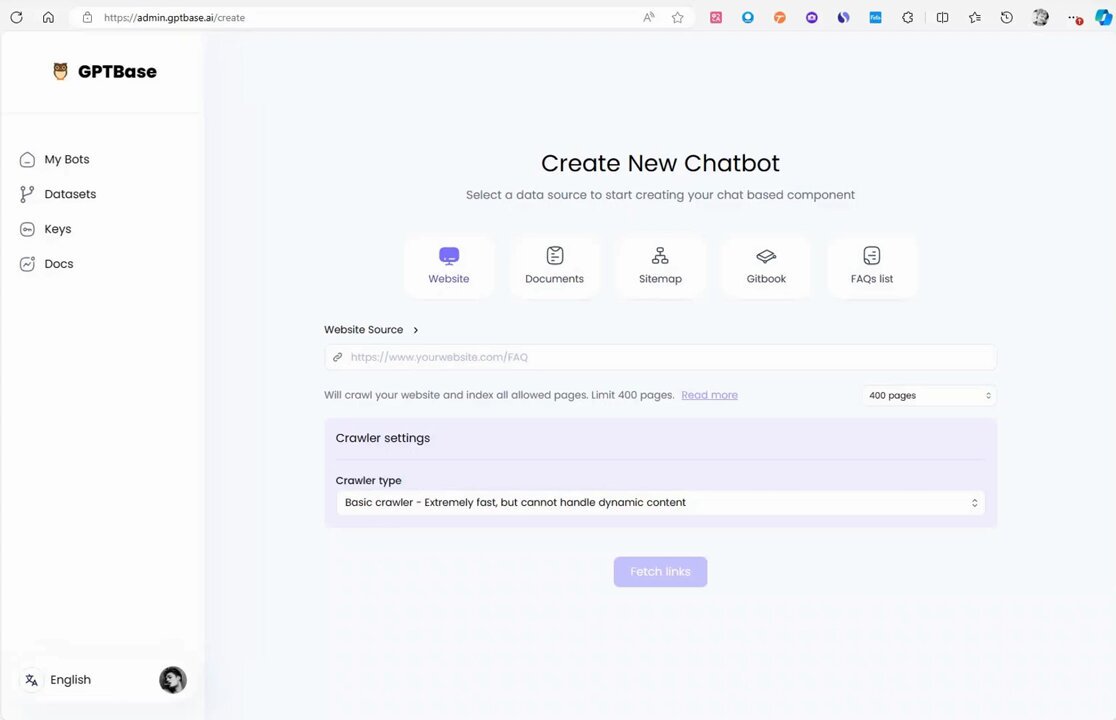 https://admin.gptbase.ai/create
GPTBase
My Bots
Datasets
Keys
Docs
English
Create New Chatbot
Select a data source to start creating your chat based component
Website
Documents
Sitemap
Gitbook
FAQs list
Website Source
https://www.yourwebsite.com/FAQ
Will crawl your website and index all allowed pages. Limit 400 pages. Read more
400 pages
Crawler settings
Crawler type
Basic crawler - Extremely fast, but cannot handle dynamic content
Fetch links